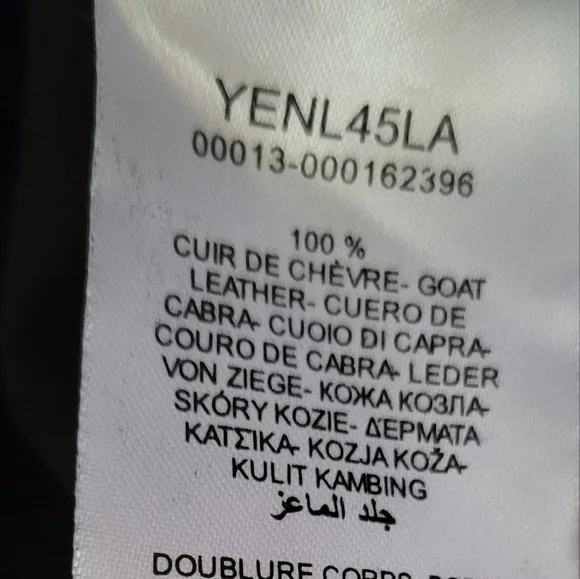 YENL45LA
00013-000162396
100 %
CUIR DE CHÈVRE- GOAT
LEATHER- CUERO DE
CABRA- CUOIO DI CAPRA-
COURO DE CABRA- LEDER
VON ZIEGE- КОЖА КОЗЛА-
SKÓRY KOZIE- ΔΕΡΜΑΤΑ
ΚΑΤΣΙΚΑ- KOZJA KOŽA-
KULIT KAMBING
جلد الماعز
DOUBLURE CORPS-